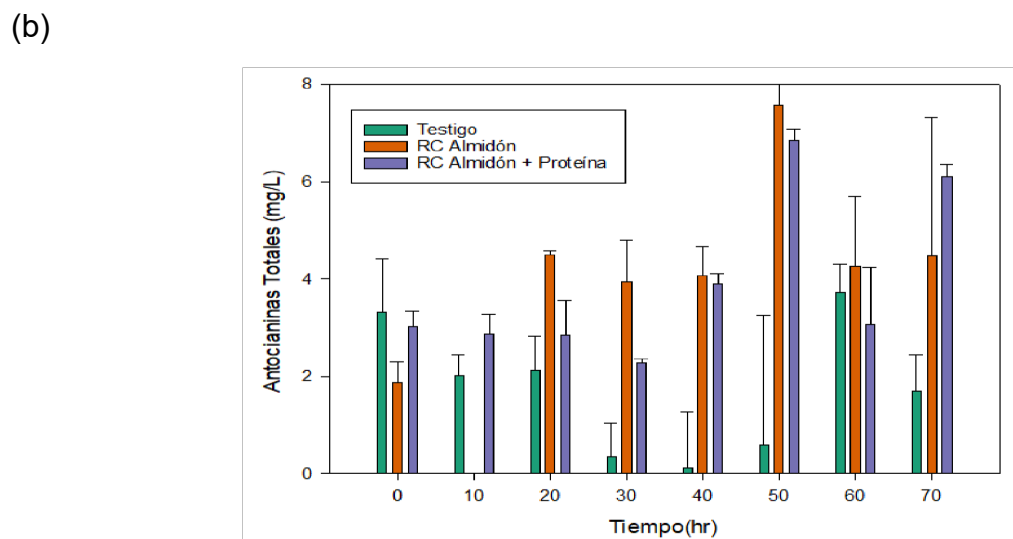 (b)
8
6
4
2
0
Antocianinas Totales (mg/L)
Testigo
RC Almidón
RC Almidón + Proteína
0 10 20 30 40 50 60 70
Tiempo(hr)